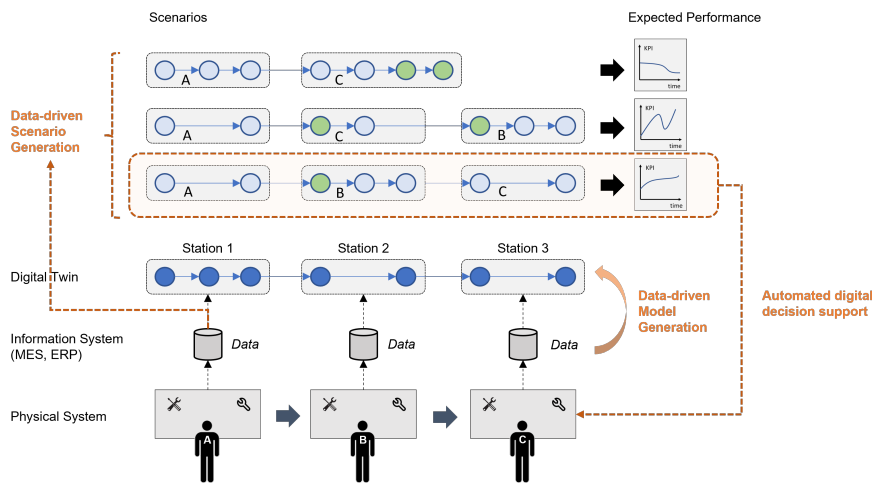 Scenarios
Expected Performance
KPI
A
C
time
Data-driven
Scenario
Generation
KPI
A
C
B
time
KPI
A
B
C
time
Station 1
Station 2
Station 3
Digital Twin
Data-driven
Model
Generation
Automated digital
decision support
Information System
(MES, ERP)
Data
Data
Data
Physical System
A
B
C